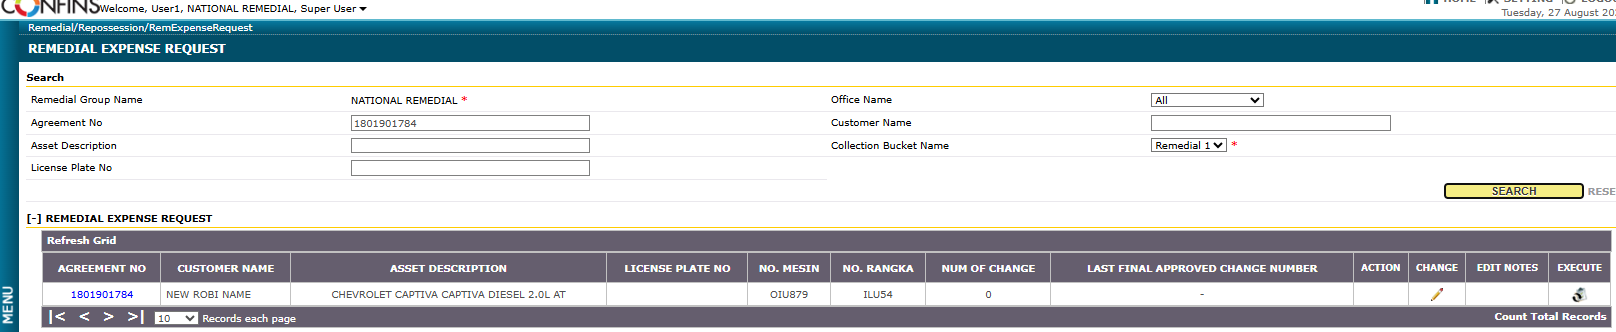 CONFINS Welcome, User1, NATIONAL REMEDIAL, Super User
HOME SETTING
Tuesday, 27 August
Remedial/Repossession/RemExpenseRequest
REMEDIAL EXPENSE REQUEST
Search
Remedial Group Name NATIONAL REMEDIAL * Office Name All
Agreement No 1801901784 Customer Name
Asset Description Collection Bucket Name Remedial 1 *
License Plate No
SEARCH RESE
[-] REMEDIAL EXPENSE REQUEST
Refresh Grid
AGREEMENT NO CUSTOMER NAME ASSET DESCRIPTION LICENSE PLATE NO NO. MESIN NO. RANGKA NUM OF CHANGE LAST FINAL APPROVED CHANGE NUMBER ACTION CHANGE EDIT NOTES EXECUTE
1801901784 NEW ROBI NAME CHEVROLET CAPTIVA CAPTIVA DIESEL 2.0L AT OIU879 ILU54 0 -
|< < > >| 10 Records each page Count Total Records
MENU